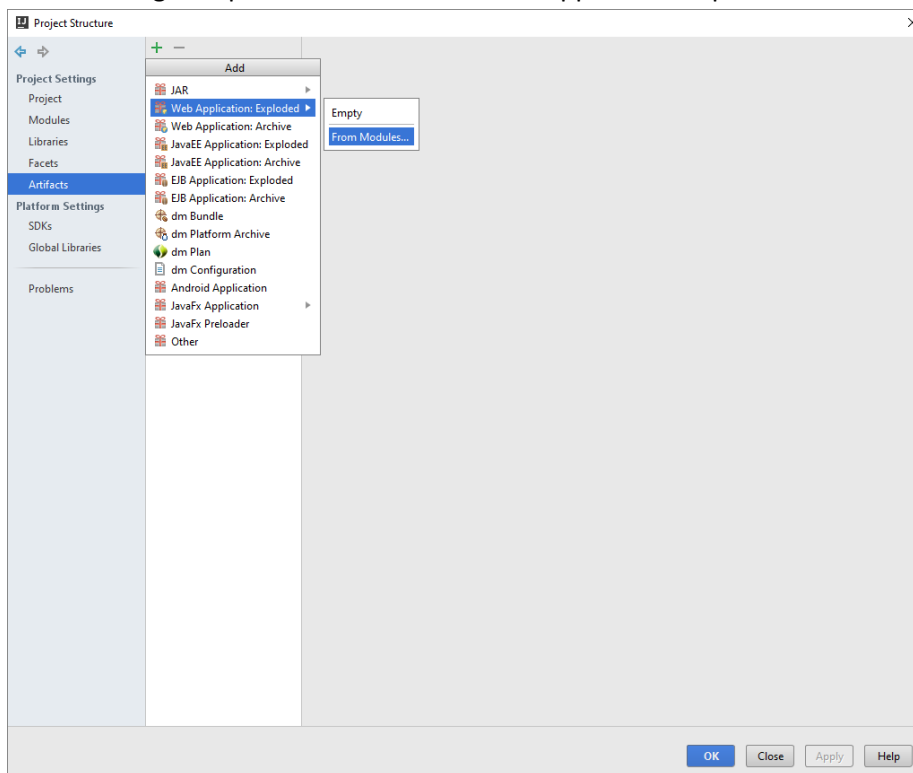 Project Structure
Project Settings
Project
Modules
Libraries
Facets
Artifacts
Platform Settings
SDKs
Global Libraries
Problems
Add
JAR
Web Application: Exploded
Web Application: Archive
JavaEE Application: Exploded
JavaEE Application: Archive
EJB Application: Exploded
EJB Application: Archive
dm Bundle
dm Platform Archive
dm Plan
dm Configuration
Android Application
JavaFx Application
JavaFx Preloader
Other
Empty
From Modules...
OK Close Apply Help